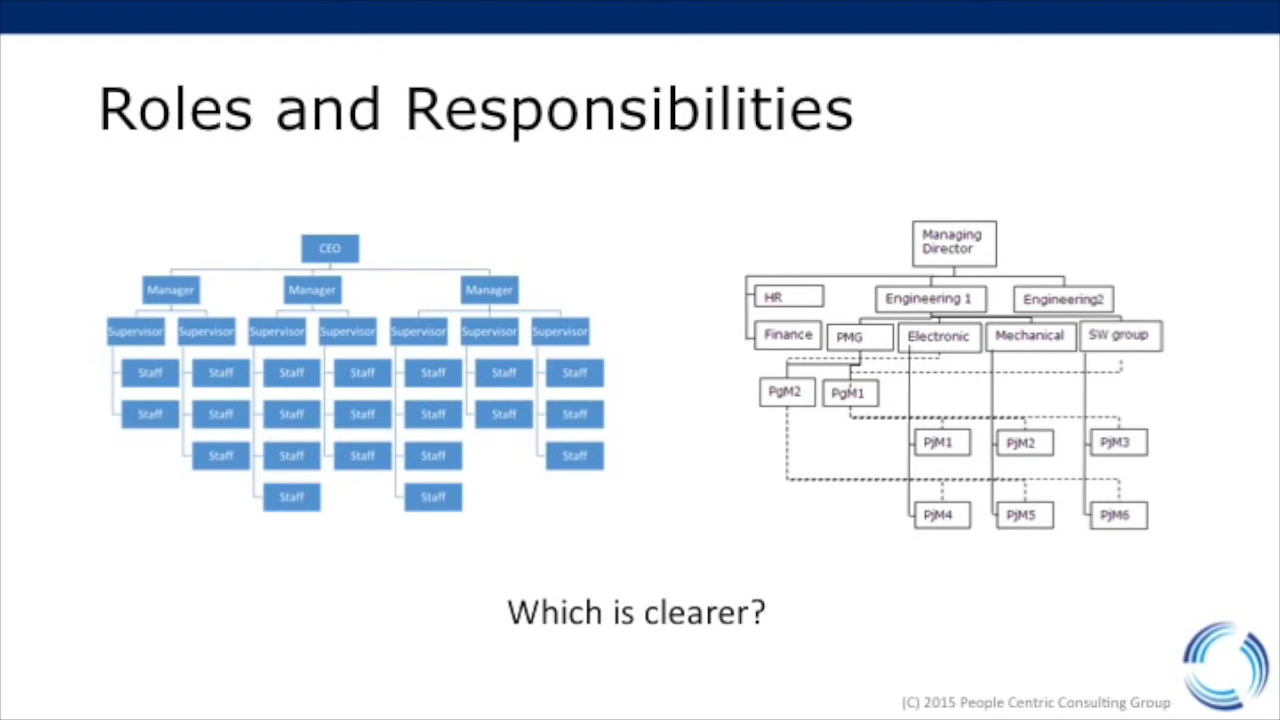 Roles and Responsibilities
CEO
Manager Manager Manager
Supervisor Supervisor Supervisor Supervisor Supervisor Supervisor Supervisor
Staff Staff Staff Staff Staff Staff Staff
Staff Staff Staff Staff Staff Staff Staff
Staff Staff Staff Staff Staff
Staff Staff
Managing
Director
HR Engineering 1 Engineering2
Finance PMG Electronic Mechanical SW group
PgM2 PgM1
PjM1 PjM2 PjM3
PjM4 PjM5 PjM6
Which is clearer?
(C) 2015 People Centric Consulting Group